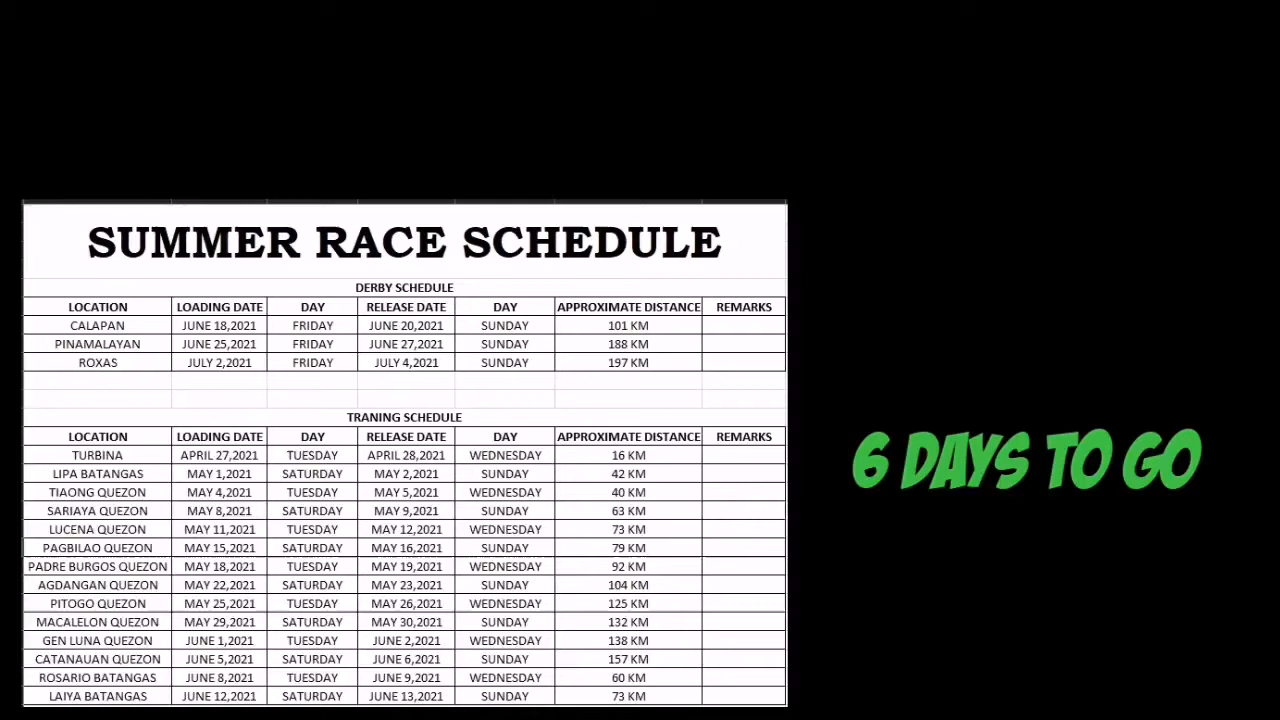 SUMMER RACE SCHEDULE
DERBY SCHEDULE
LOCATION LOADING DATE DAY RELEASE DATE DAY APPROXIMATE DISTANCE REMARKS
CALAPAN JUNE 18,2021 FRIDAY JUNE 20,2021 SUNDAY 101 KM
PINAMALAYAN JUNE 25,2021 FRIDAY JUNE 27,2021 SUNDAY 188 KM
ROXAS JULY 2,2021 FRIDAY JULY 4,2021 SUNDAY 197 KM
TRANING SCHEDULE
LOCATION LOADING DATE DAY RELEASE DATE DAY APPROXIMATE DISTANCE REMARKS
TURBINA APRIL 27,2021 TUESDAY APRIL 28,2021 WEDNESDAY 16 KM
LIPA BATANGAS MAY 1,2021 SATURDAY MAY 2,2021 SUNDAY 42 KM
TIAONG QUEZON MAY 4,2021 TUESDAY MAY 5,2021 WEDNESDAY 40 KM
SARIAYA QUEZON MAY 8,2021 SATURDAY MAY 9,2021 SUNDAY 63 KM
LUCENA QUEZON MAY 11,2021 TUESDAY MAY 12,2021 WEDNESDAY 73 KM
PAGBILAO QUEZON MAY 15,2021 SATURDAY MAY 16,2021 SUNDAY 79 KM
PADRE BURGOS QUEZON MAY 18,2021 TUESDAY MAY 19,2021 WEDNESDAY 92 KM
AGDANGAN QUEZON MAY 22,2021 SATURDAY MAY 23,2021 SUNDAY 104 KM
PITOGO QUEZON MAY 25,2021 TUESDAY MAY 26,2021 WEDNESDAY 125 KM
MACALELON QUEZON MAY 29,2021 SATURDAY MAY 30,2021 SUNDAY 132 KM
GEN LUNA QUEZON JUNE 1,2021 TUESDAY JUNE 2,2021 WEDNESDAY 138 KM
CATANAUAN QUEZON JUNE 5,2021 SATURDAY JUNE 6,2021 SUNDAY 157 KM
ROSARIO BATANGAS JUNE 8,2021 TUESDAY JUNE 9,2021 WEDNESDAY 60 KM
LAIYA BATANGAS JUNE 12,2021 SATURDAY JUNE 13,2021 SUNDAY 73 KM
6 DAYS TO GO